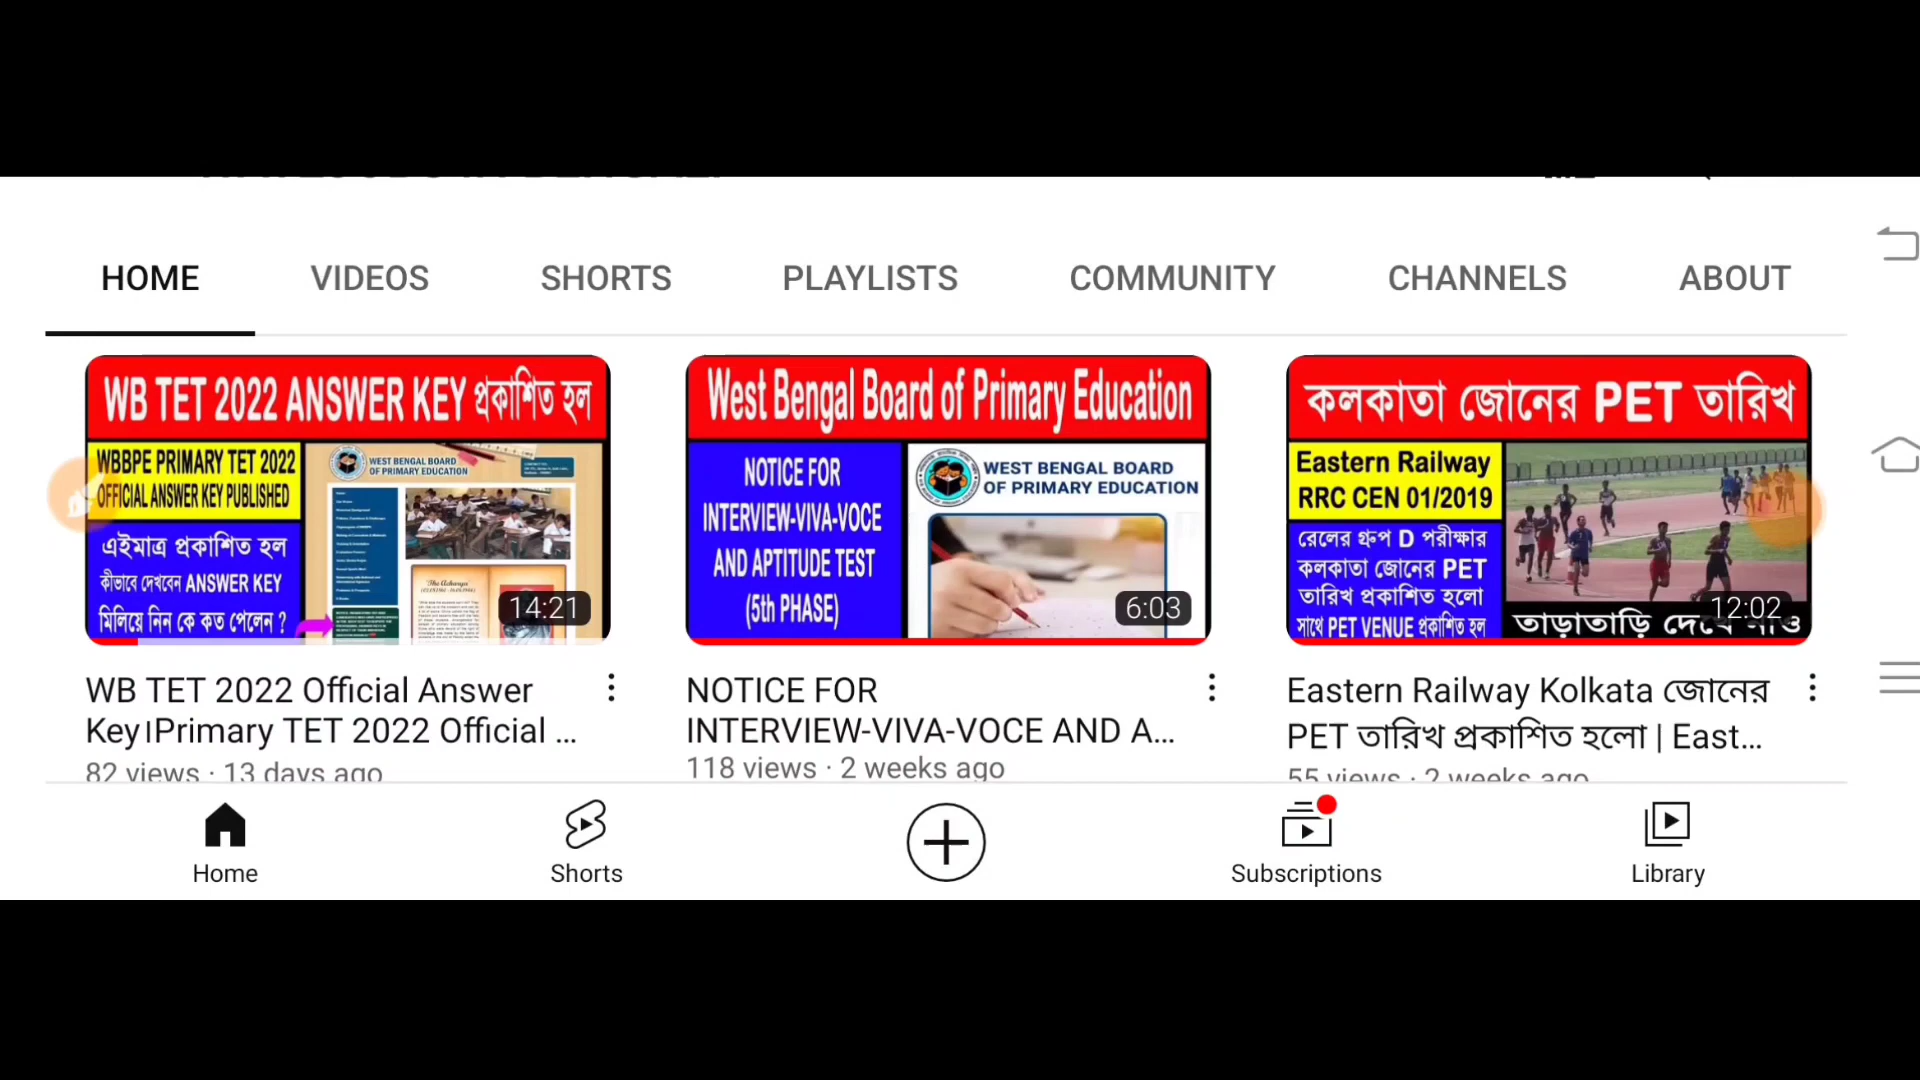 HOME VIDEOS SHORTS PLAYLISTS COMMUNITY CHANNELS ABOUT
WB TET 2022 ANSWER KEY প্রকাশিত হল
WBBPE PRIMARY TET 2022
OFFICIAL ANSWER KEY PUBLISHED
এইমাত্র প্রকাশিত হল
কীভাবে দেখবেন ANSWER KEY
মিলিয়ে নিন কে কত পেলেন ?
WEST BENGAL BOARD
OF PRIMARY EDUCATION
14:21
WB TET 2022 Official Answer
Key।Primary TET 2022 Official ...
82 views · 13 days ago
West Bengal Board of Primary Education
NOTICE FOR
INTERVIEW-VIVA-VOCE
AND APTITUDE TEST
(5th PHASE)
WEST BENGAL BOARD
OF PRIMARY EDUCATION
6:03
NOTICE FOR
INTERVIEW-VIVA-VOCE AND A...
118 views · 2 weeks ago
কলকাতা জোনের PET তারিখ
Eastern Railway
RRC CEN 01/2019
রেলের গ্রুপ D পরীক্ষার
কলকাতা জোনের PET
তারিখ প্রকাশিত হলো
সাথে PET VENUE প্রকাশিত হল
তাড়াতাড়ি দেখে নাও
12:02
Eastern Railway Kolkata জোনের
PET তারিখ প্রকাশিত হলো | East...
55 views · 2 weeks ago
Home Shorts Subscriptions Library